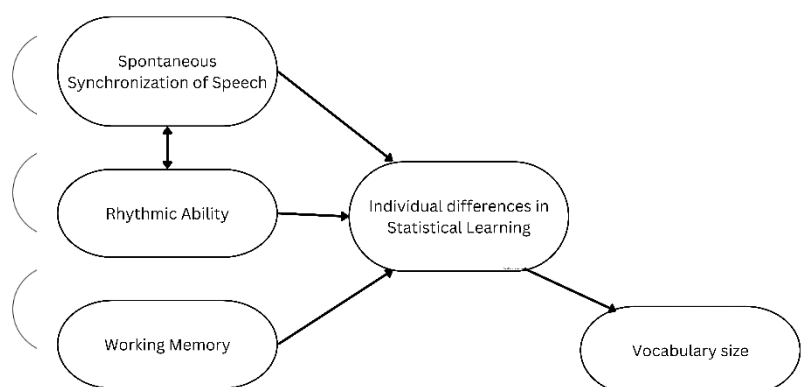 Spontaneous
Synchronization of Speech
Rhythmic Ability
Individual differences in
Statistical Learning
Working Memory
Vocabulary size